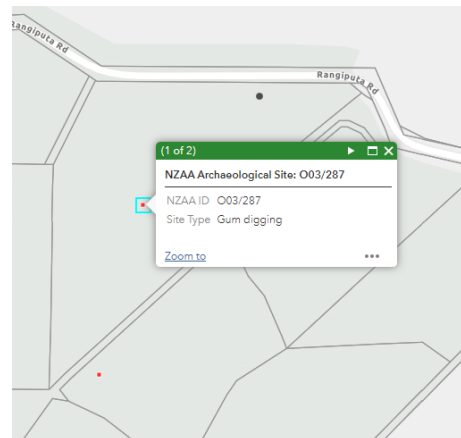 Rangiputa Rd
Rangiputa Rd
(1 of 2)
NZAA Archaeological Site: O03/287
NZAA ID O03/287
Site Type Gum digging
Zoom to